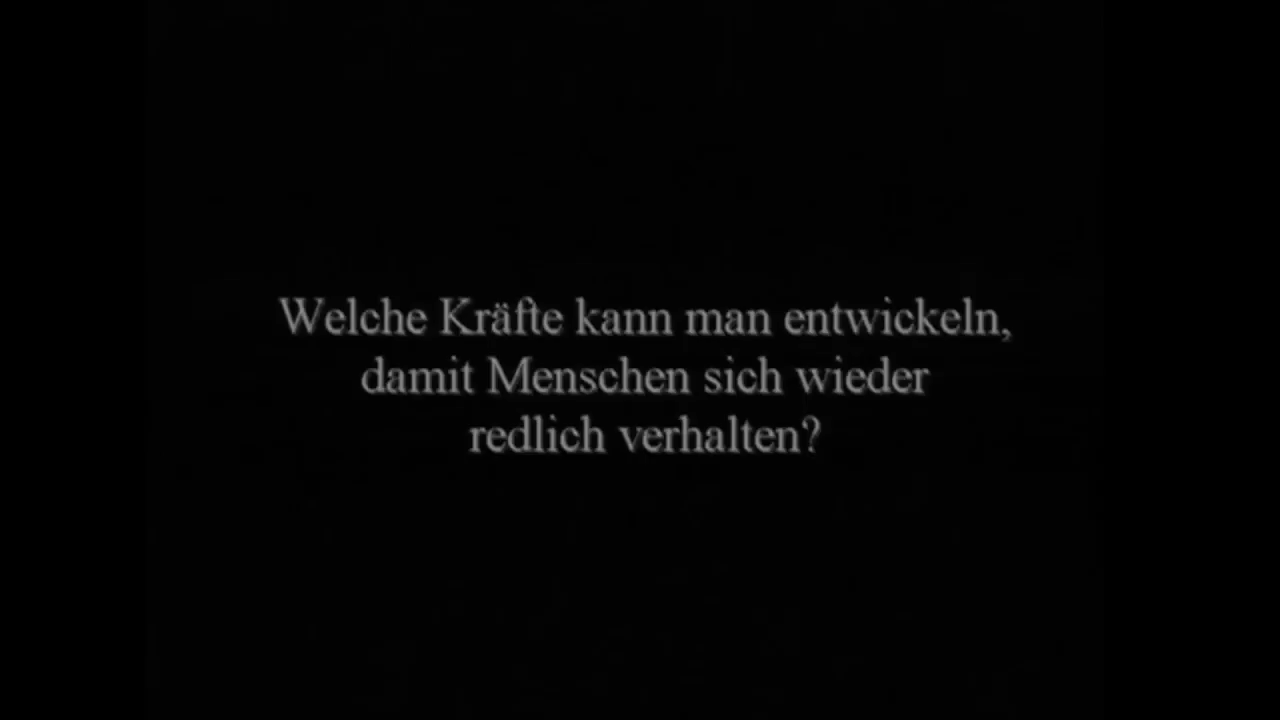 Welche Kräfte kann man entwickeln,
damit Menschen sich wieder
redlich verhalten?